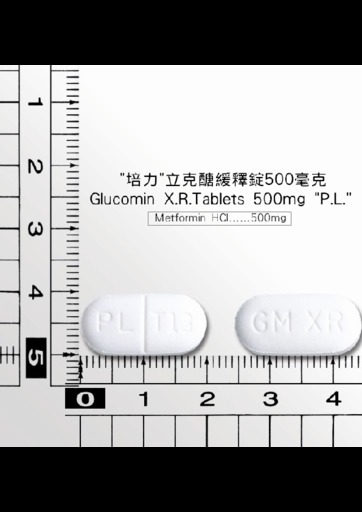 "培力"立克醣緩釋錠500毫克
Glucomin X.R.Tablets 500mg "P.L."
Metformin HCl......500mg
1
2
3
4
5
PL T13
GM XR
0 1 2 3 4